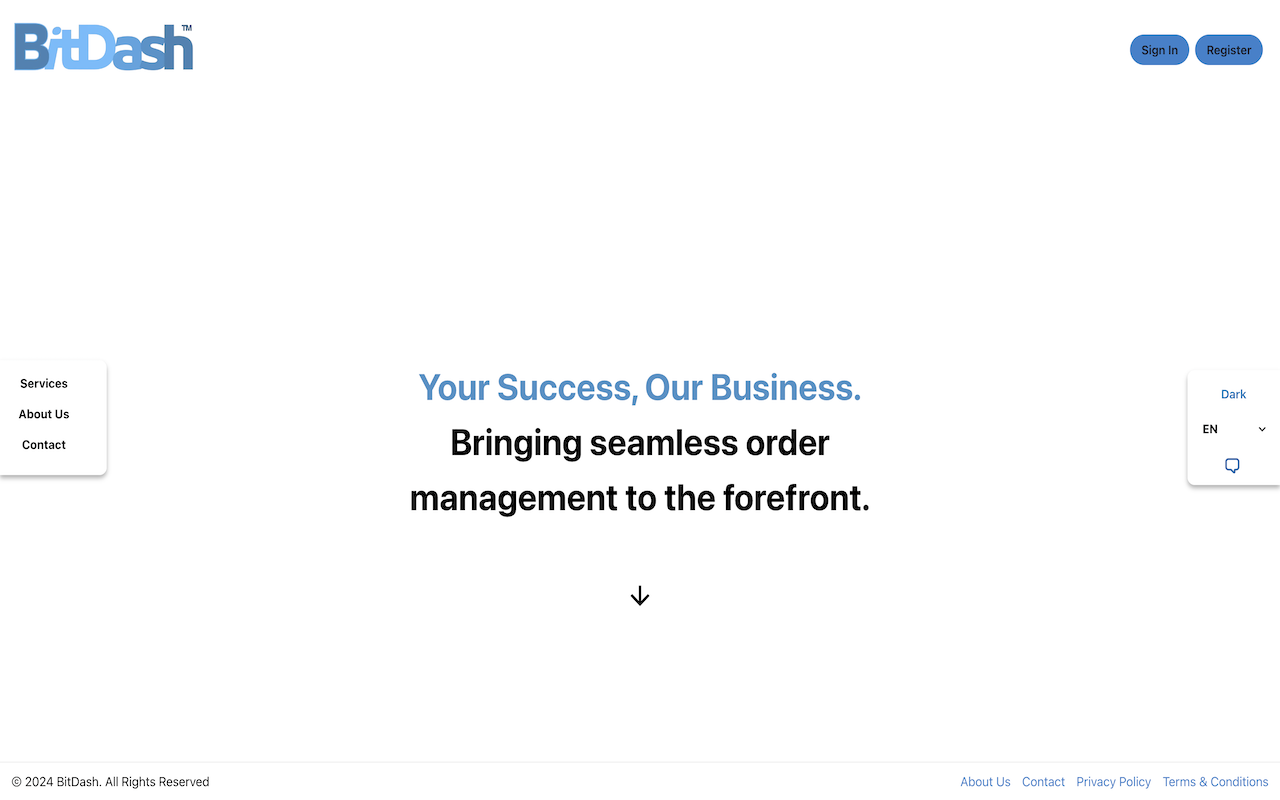 BitDash™
Sign In
Register
Services
About Us
Contact
Your Success, Our Business.
Bringing seamless order
management to the forefront.
Dark
EN
© 2024 BitDash. All Rights Reserved
About Us
Contact
Privacy Policy
Terms & Conditions